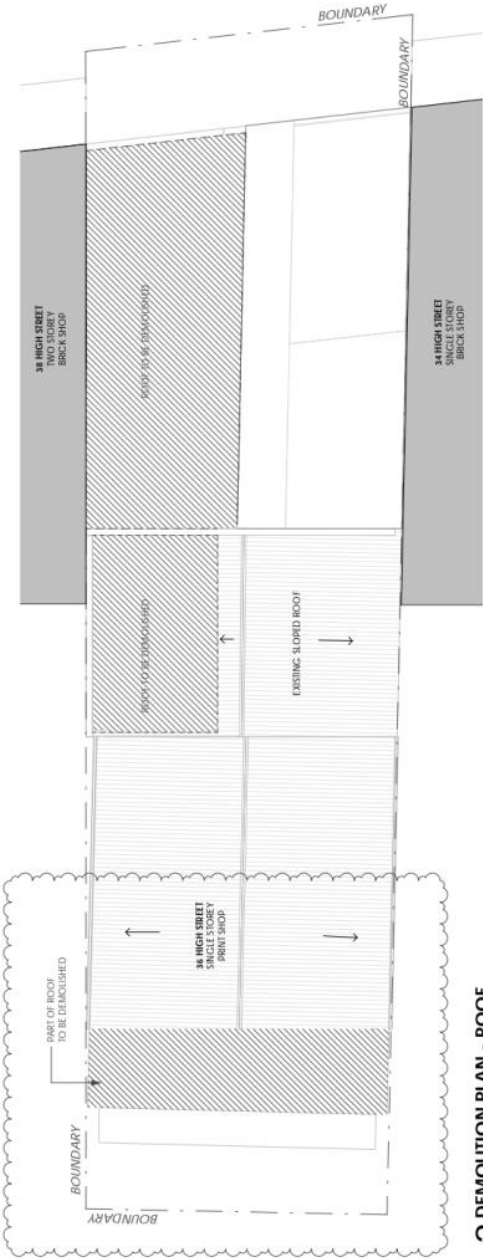 BOUNDARY
BOUNDARY
38 HIGH STREET
TWO STOREY
BRICK SHOP
ROOF TO BE DEMOLISHED
34 HIGH STREET
SINGLE STOREY
BRICK SHOP
ROOF TO BE DEMOLISHED
EXISTING SLOPED ROOF
36 HIGH STREET
SINGLE STOREY
PRINT SHOP
PART OF ROOF
TO BE DEMOLISHED
BOUNDARY
BOUNDARY
DEMOLITION PLAN - ROOF